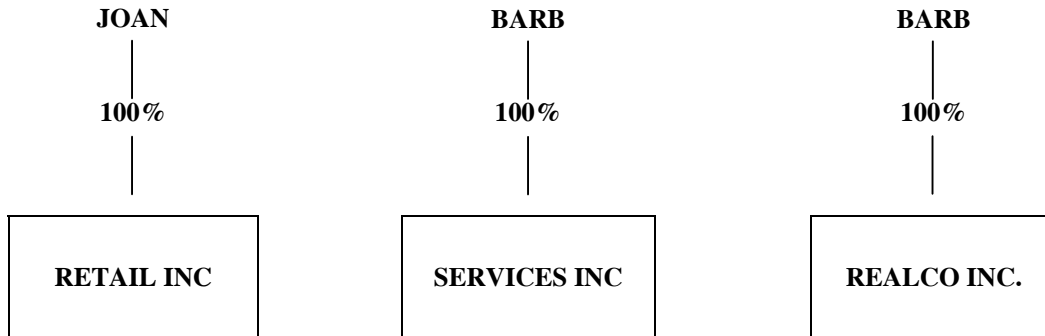 JOAN BARB BARB
100% 100% 100%
RETAIL INC SERVICES INC REALCO INC.